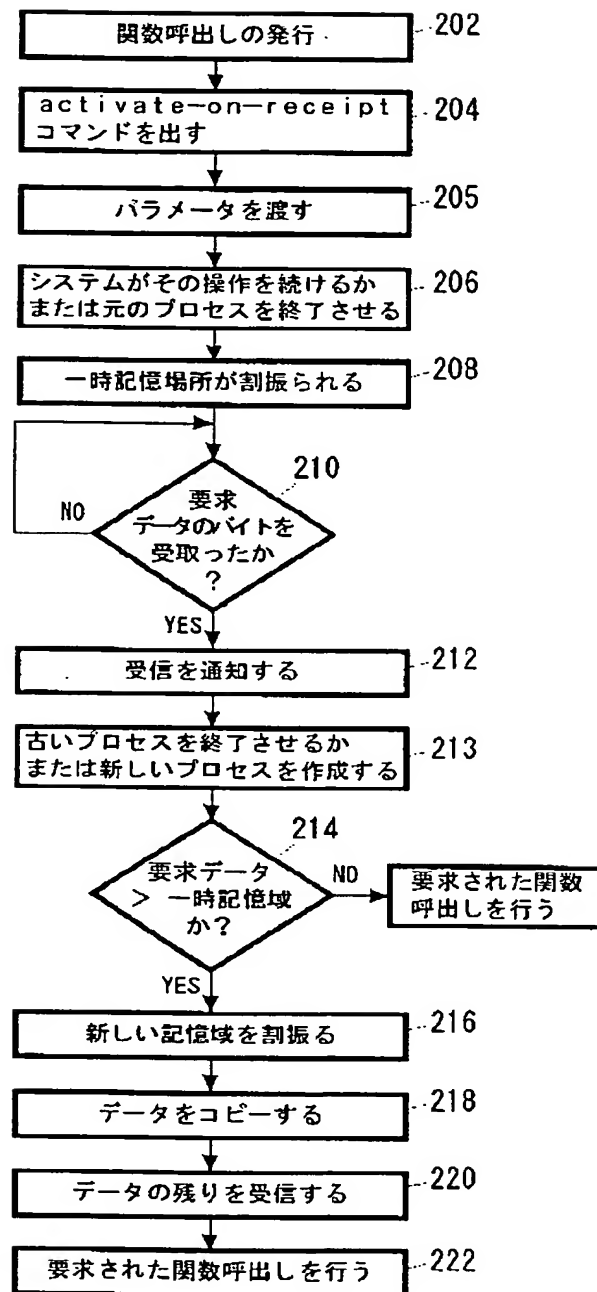 関数呼出しの発行
202
activate-on-receipt
コマンドを出す
204
パラメータを渡す
205
システムがその操作を続けるか
または元のプロセスを終了させる
206
一時記憶場所が割振られる
208
210
要求
データのバイトを
受取ったか
?
NO
YES
受信を通知する
212
古いプロセスを終了させるか
または新しいプロセスを作成する
213
214
要求データ
> 一時記憶域
か?
NO
要求された関数
呼出しを行う
YES
新しい記憶域を割振る
216
データをコピーする
218
データの残りを受信する
220
要求された関数呼出しを行う
222